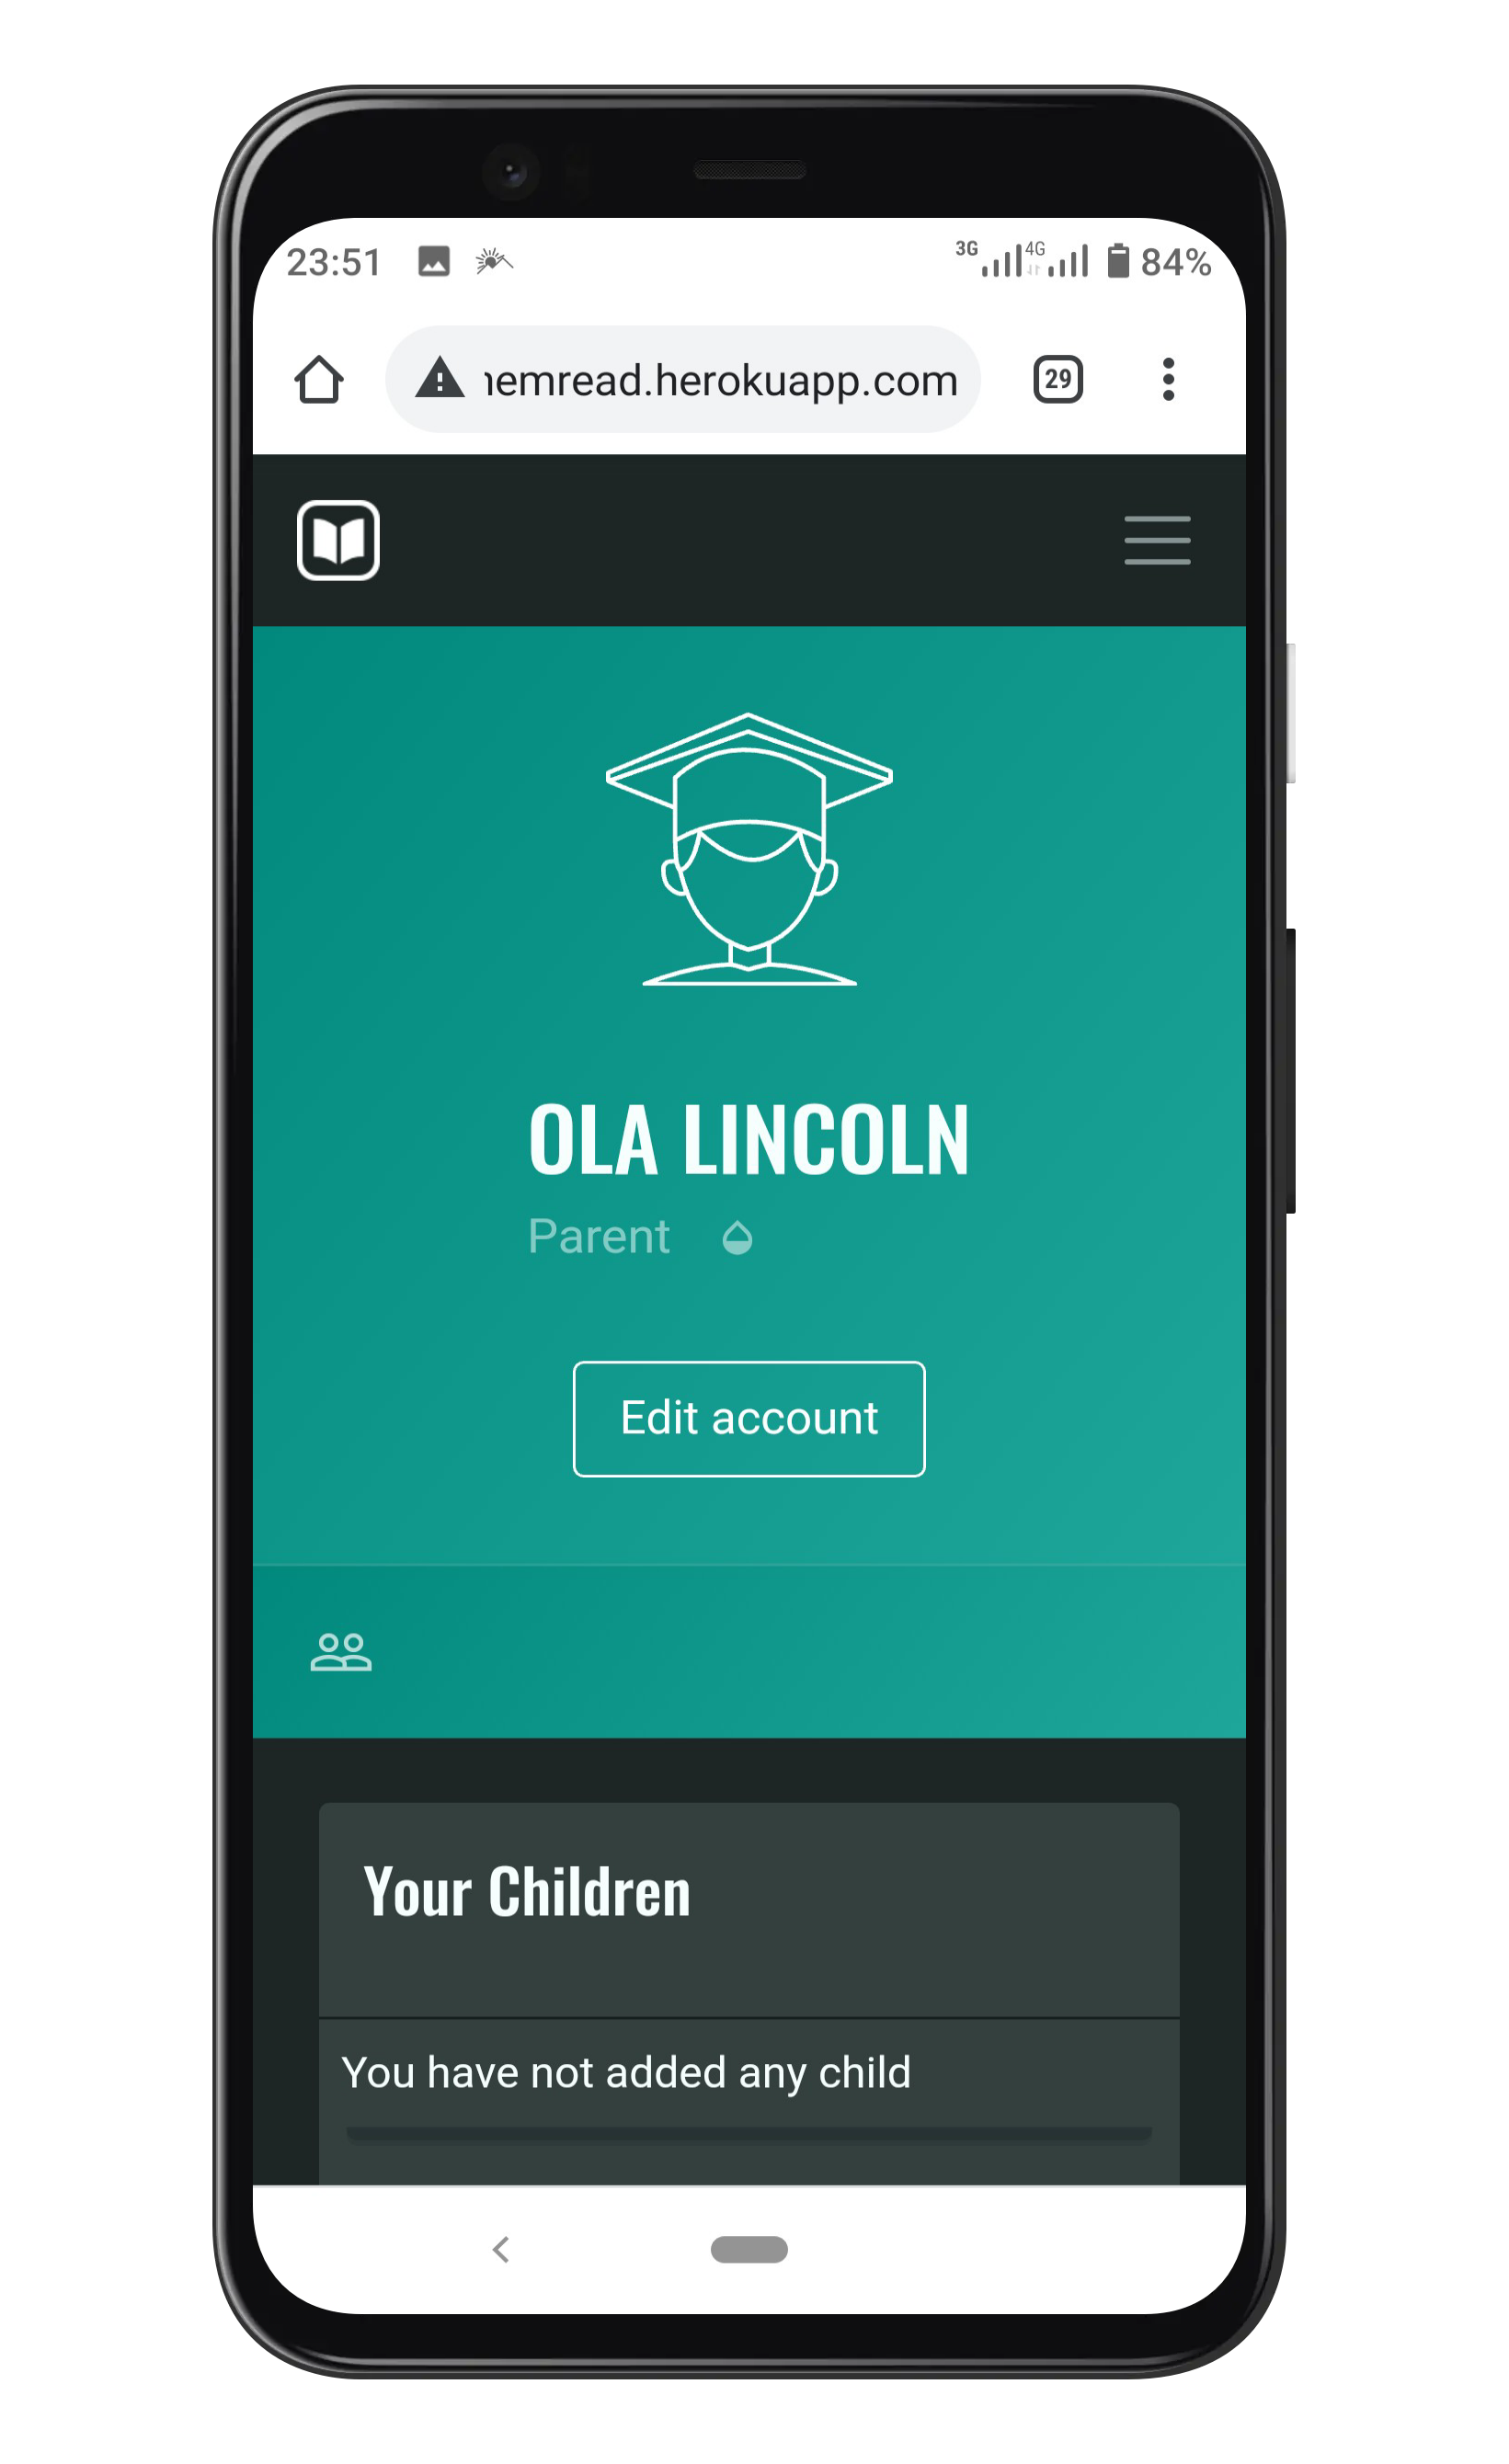 23:51 3G 4G 84%
emread.herokuapp.com 29
OLA LINCOLN
Parent
Edit account
Your Children
You have not added any child